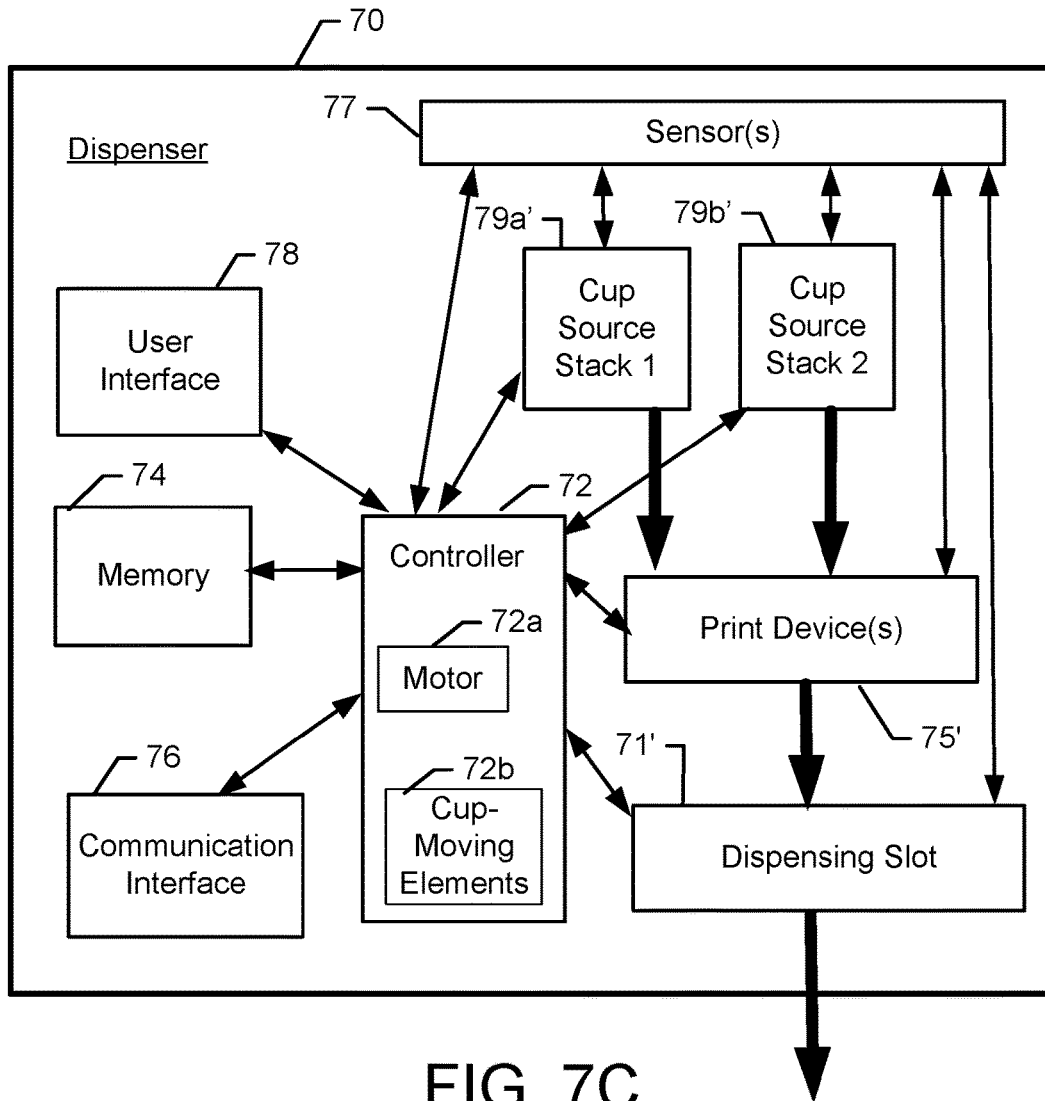 70
77
Sensor(s)
Dispenser
79a’
79b’
78
Cup
Source
Stack 1
Cup
Source
Stack 2
User
Interface
74
72
Memory
Controller
Print Device(s)
72a
Motor
75'
71'
76
72b
Cup-
Moving
Elements
Communication
Interface
Dispensing Slot
FIG. 7C